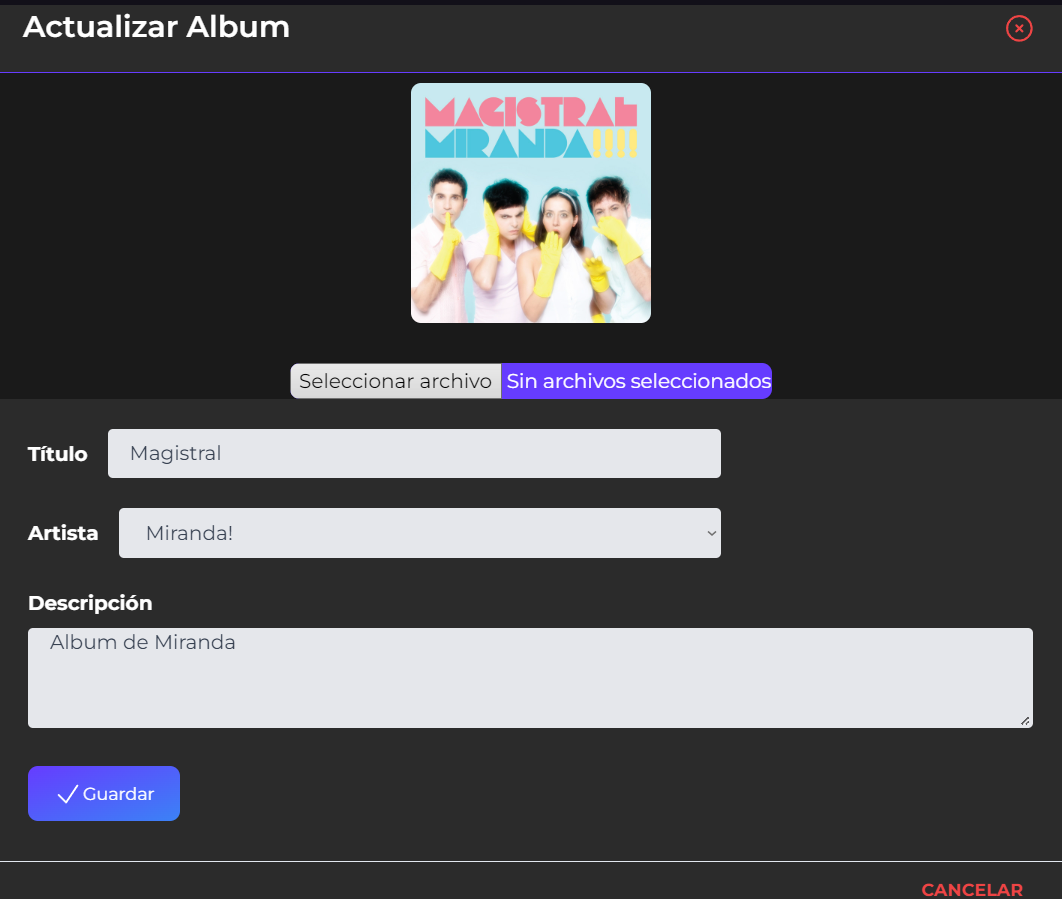 Actualizar Album
MAGISTRAL
MIRANDA!!!!
Seleccionar archivo Sin archivos seleccionados
Título Magistral
Artista Miranda!
Descripción
Album de Miranda
Guardar
CANCELAR